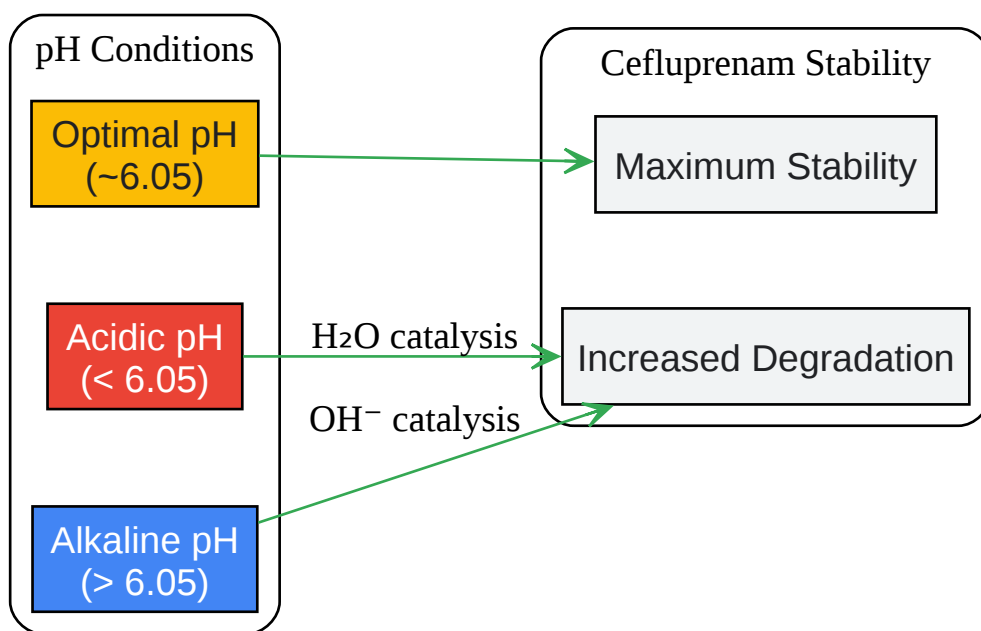 pH Conditions
Optimal pH
(~6.05)
Acidic pH
(< 6.05)
Alkaline pH
(> 6.05)
H₂O catalysis
OH⁻ catalysis
Cefluprenam Stability
Maximum Stability
Increased Degradation